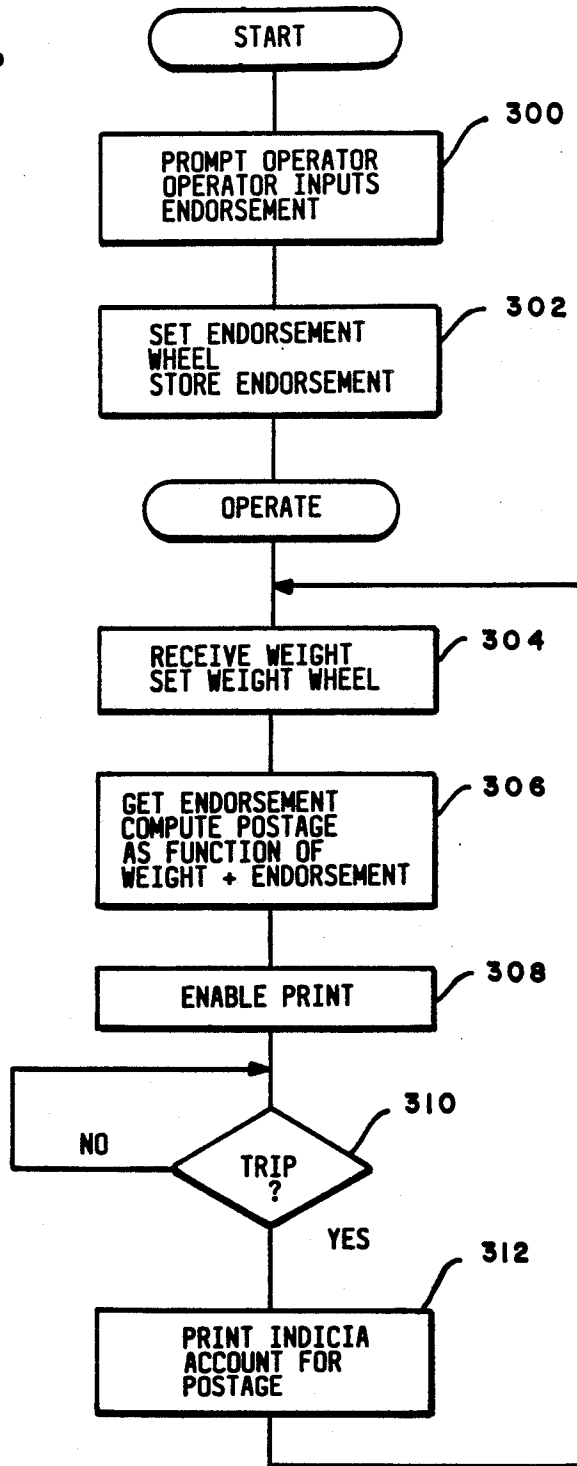 START
300
PROMPT OPERATOR
OPERATOR INPUTS
ENDORSEMENT
302
SET ENDORSEMENT
WHEEL
STORE ENDORSEMENT
OPERATE
304
RECEIVE WEIGHT
SET WEIGHT WHEEL
306
GET ENDORSEMENT
COMPUTE POSTAGE
AS FUNCTION OF
WEIGHT + ENDORSEMENT
308
ENABLE PRINT
310
NO
TRIP
?
YES
312
PRINT INDICIA
ACCOUNT FOR
POSTAGE